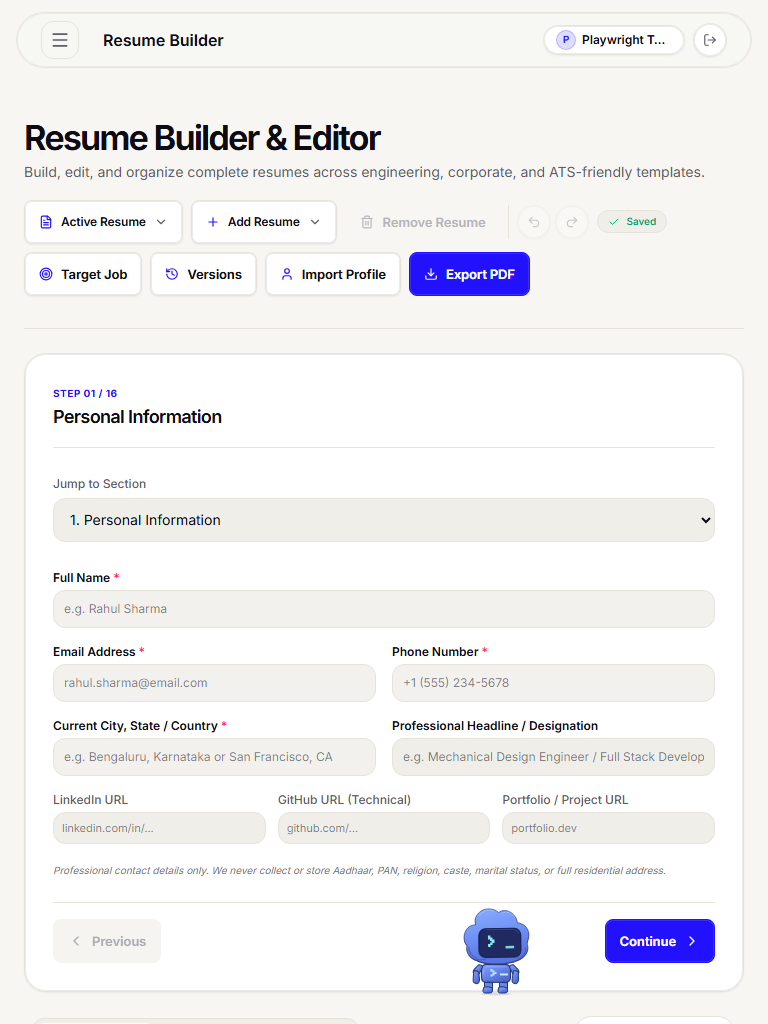 Resume Builder
P Playwright T...
Resume Builder & Editor
Build, edit, and organize complete resumes across engineering, corporate, and ATS-friendly templates.
Active Resume
Add Resume
Remove Resume
Saved
Target Job
Versions
Import Profile
Export PDF
STEP 01 / 16
Personal Information
Jump to Section
1. Personal Information
Full Name *
e.g. Rahul Sharma
Email Address *
Phone Number *
rahul.sharma@email.com
+1 (555) 234-5678
Current City, State / Country *
Professional Headline / Designation
e.g. Bengaluru, Karnataka or San Francisco, CA
e.g. Mechanical Design Engineer / Full Stack Develop
LinkedIn URL
GitHub URL (Technical)
Portfolio / Project URL
linkedin.com/in/...
github.com/...
portfolio.dev
Professional contact details only. We never collect or store Aadhaar, PAN, religion, caste, marital status, or full residential address.
Previous
Continue